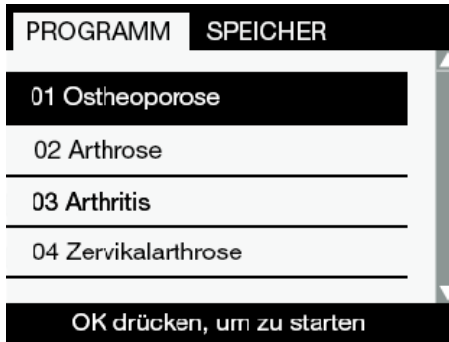 PROGRAMM SPEICHER
01 Ostheoporose
02 Arthrose
03 Arthritis
04 Zervikalarthrose
OK drücken, um zu starten